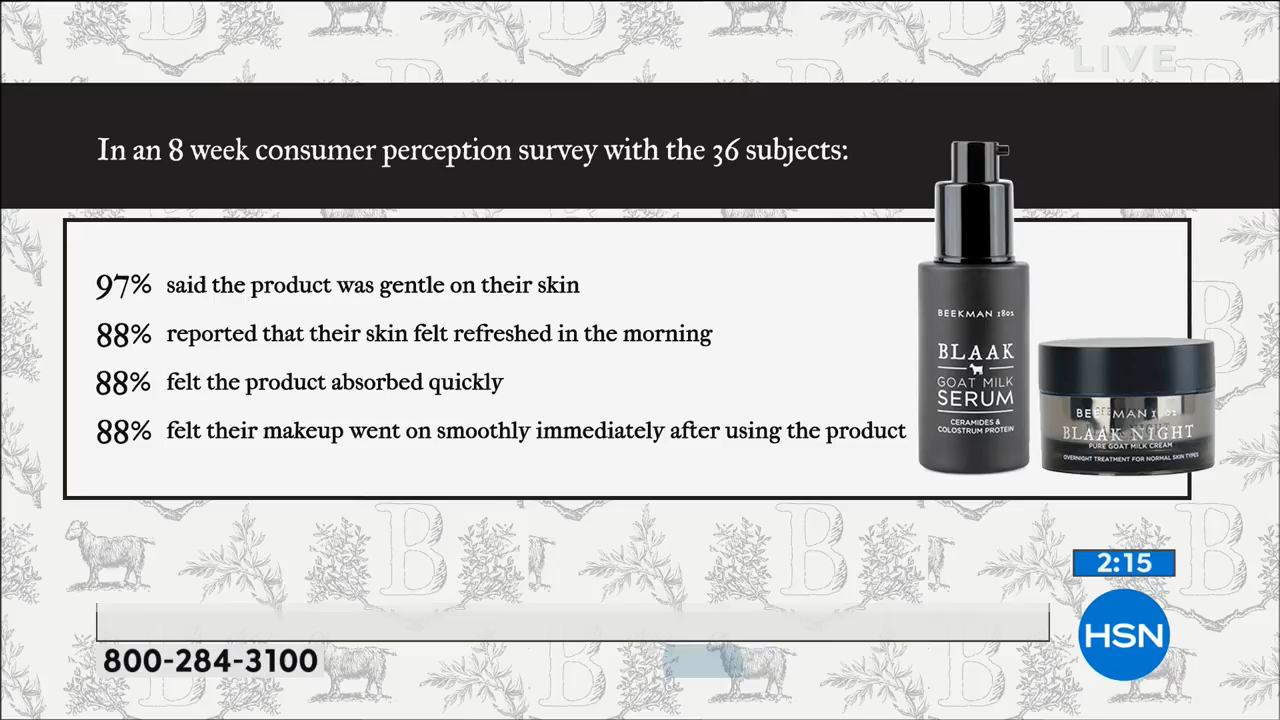 LIVE
In an 8 week consumer perception survey with the 36 subjects:
97% said the product was gentle on their skin
88% reported that their skin felt refreshed in the morning
88% felt the product absorbed quickly
88% felt their makeup went on smoothly immediately after using the product
BEEKMAN 1802
BLAAK
GOAT MILK
SERUM
CERAMIDES &
COLOSTRUM PROTEIN
BEEKMAN 1802
BLAAK NIGHT
PURE GOAT MILK CREAM
OVERNIGHT TREATMENT FOR NORMAL SKIN TYPES
B
B
B
2:15
HSN
800-284-3100